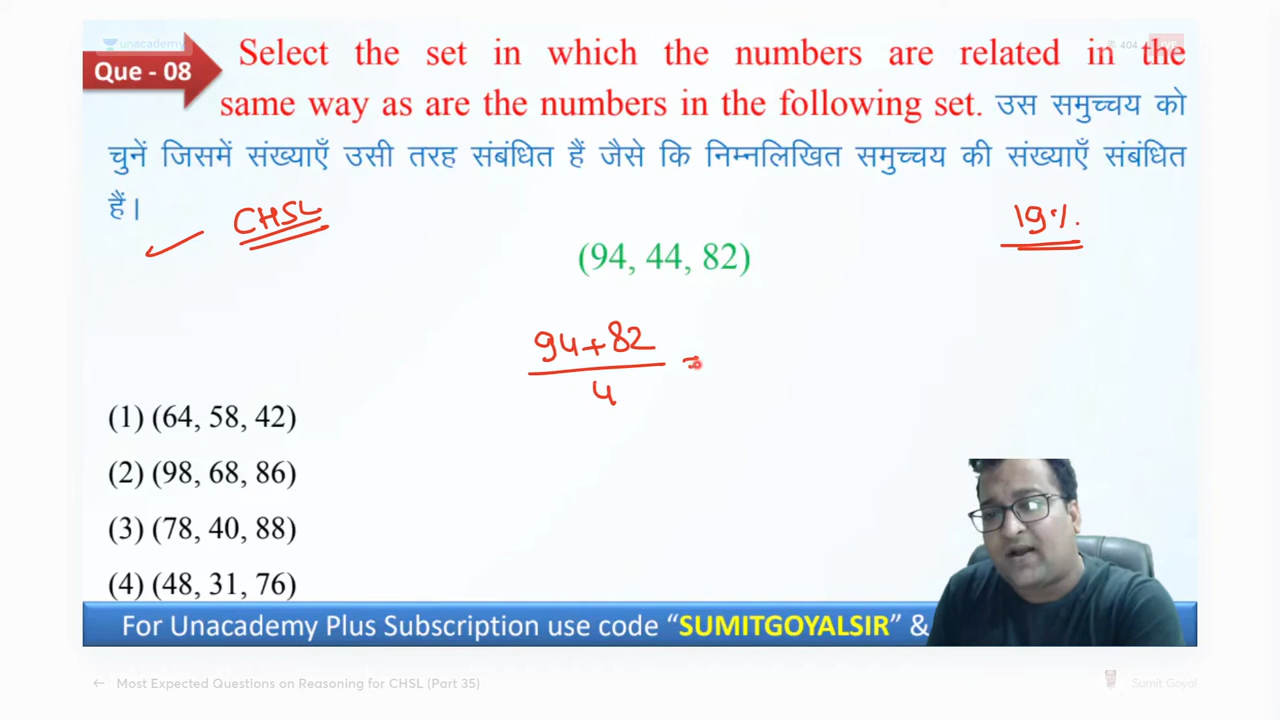 unacademy
404
LIVE
Que - 08
Select the set in which the numbers are related in the
same way as are the numbers in the following set. उस समुच्चय को
चुनें जिसमें संख्याएँ उसी तरह संबंधित हैं जैसे कि निम्नलिखित समुच्चय की संख्याएँ संबंधित
हैं।
CHSL
19%.
(94, 44, 82)
94+82
4
=
(1) (64, 58, 42)
(2) (98, 68, 86)
(3) (78, 40, 88)
(4) (48, 31, 76)
For Unacademy Plus Subscription use code “SUMITGOYALSIR” &
Most Expected Questions on Reasoning for CHSL (Part 35)
Sumit Goyal